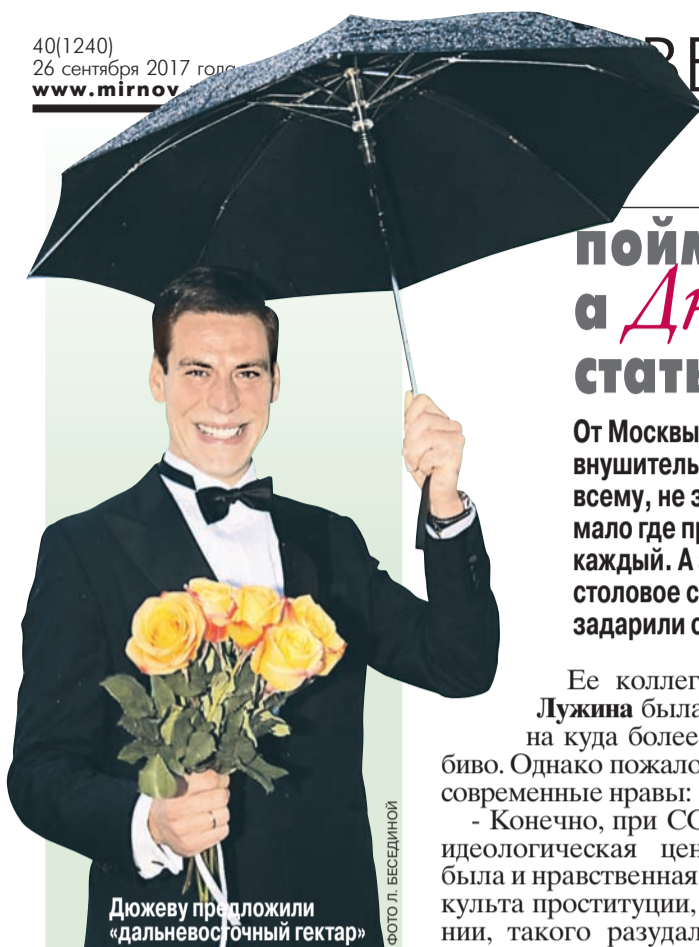 40(1240)
26 сентября 2017 года
www.mirnov
ВЕ
пойм
а Дю
стать
От Москвы
внушитель
всему, не з
мало где пр
каждый. А
столовое с
задарили с
Ее коллег
Лужина была
на куда более
биво. Однако пожало
современные нравы:
- Конечно, при СС
идеологическая цен
была и нравственная
культа проституции,
нии, такого разудал
ФОТО Л. БЕСЕДИНОЙ
Дюжеву предложили
«дальневосточный гектар»